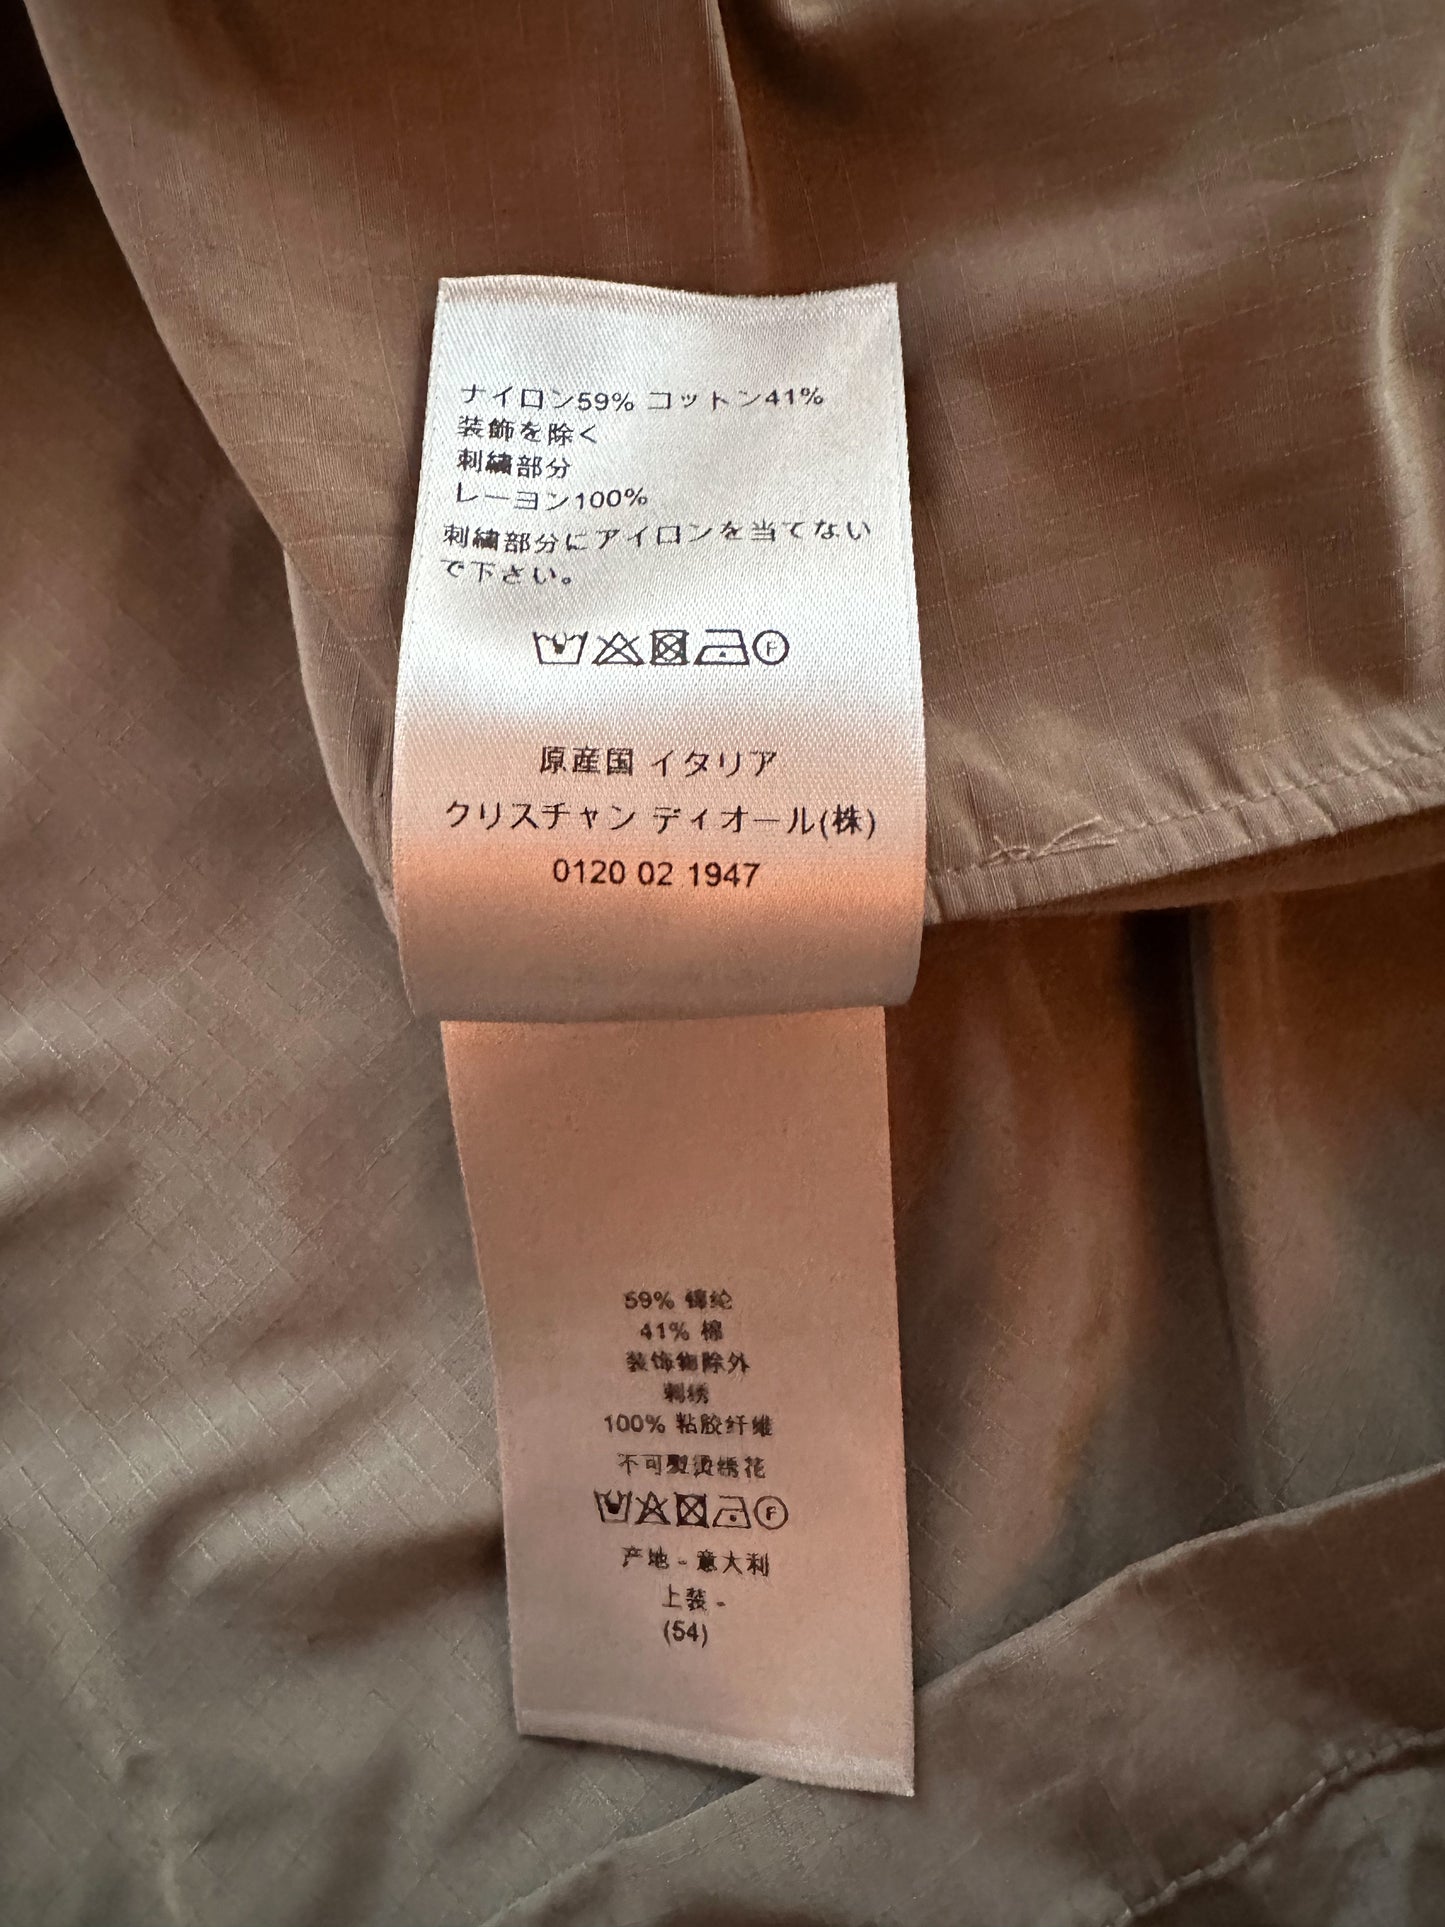 ナイロン59% コットン41%
装飾を除く
刺繍部分
レーヨン100%
刺繍部分にアイロンを当てない
で下さい。
F
原産国 イタリア
クリスチャン ディオール(株)
0120 02 1947
59% 锦纶
41% 棉
装饰物除外
刺绣
100% 粘胶纤维
不可熨烫绣花
F
产地 - 意大利
上装 -
(54)